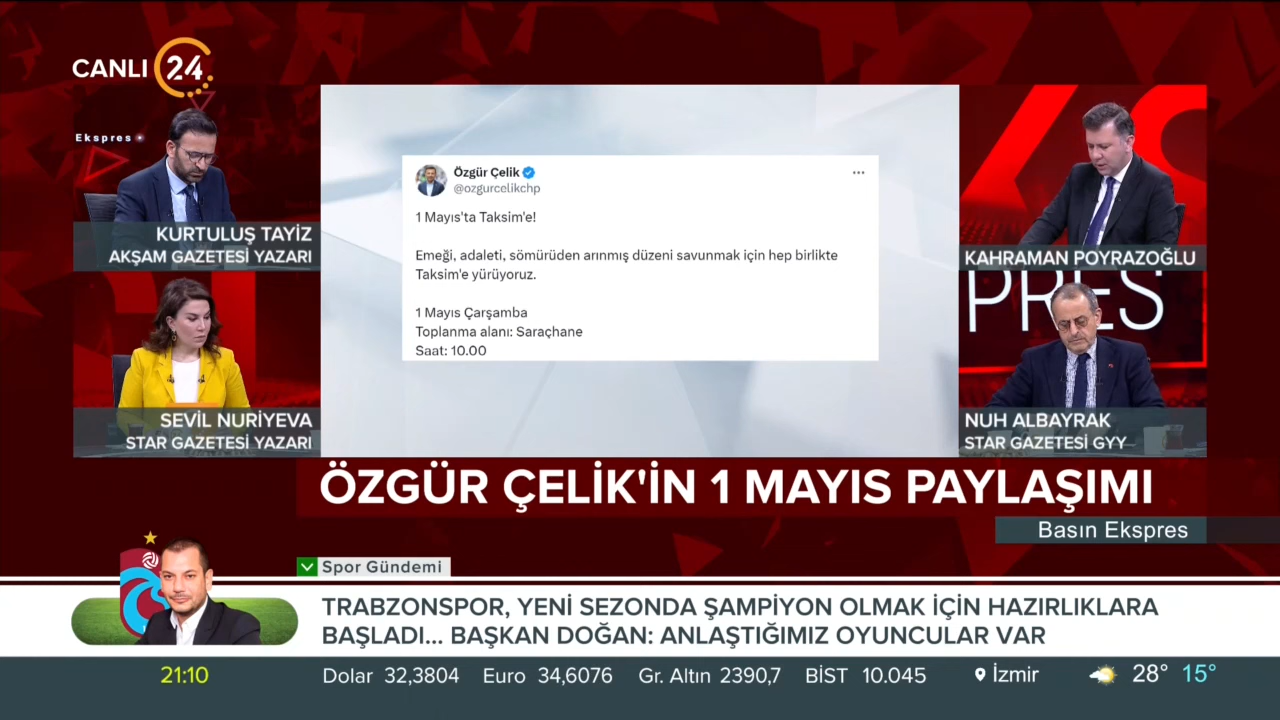 CANLI 24
Ekspres
KURTULUŞ TAYİZ
AKŞAM GAZETESİ YAZARI
SEVİL NURİYEVA
STAR GAZETESİ YAZARI
Özgür Çelik
@ozgurcelikchp
1 Mayıs'ta Taksim'e!
Emeği, adaleti, sömürüden arınmış düzeni savunmak için hep birlikte
Taksim'e yürüyoruz.
1 Mayıs Çarşamba
Toplanma alanı: Saraçhane
Saat: 10.00
KAHRAMAN POYRAZOĞLU
PRES
NUH ALBAYRAK
STAR GAZETESİ GYY
ÖZGÜR ÇELİK'İN 1 MAYIS PAYLAŞIMI
Basın Ekspres
Spor Gündemi
TRABZONSPOR, YENİ SEZONDA ŞAMPİYON OLMAK İÇİN HAZIRLIKLARA
BAŞLADI... BAŞKAN DOĞAN: ANLAŞTIĞIMIZ OYUNCULAR VAR
21:10 Dolar 32,3804 Euro 34,6076 Gr. Altın 2390,7 BİST 10.045 İzmir 28° 15°